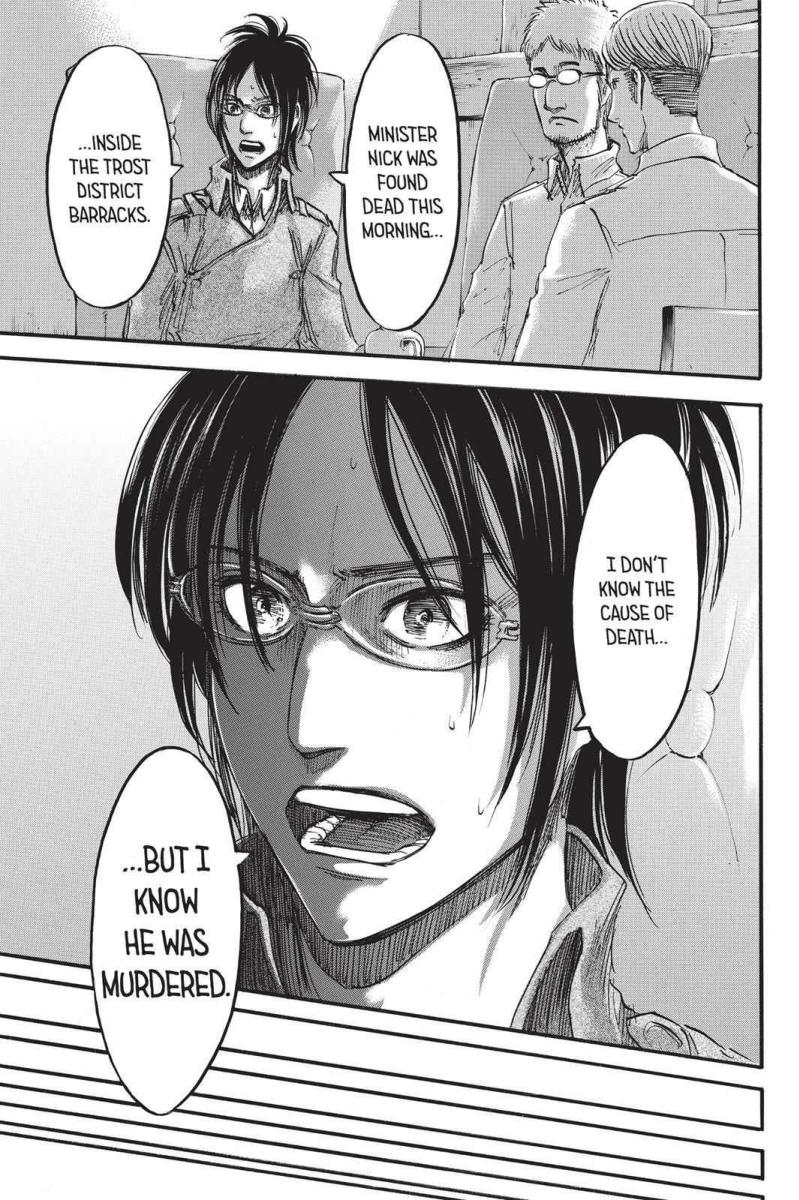 MINISTER
NICK WAS
FOUND
DEAD THIS
MORNING...
...INSIDE
THE TROST
DISTRICT
BARRACKS.
I DON'T
KNOW THE
CAUSE OF
DEATH...
...BUT I
KNOW
HE WAS
MURDERED.